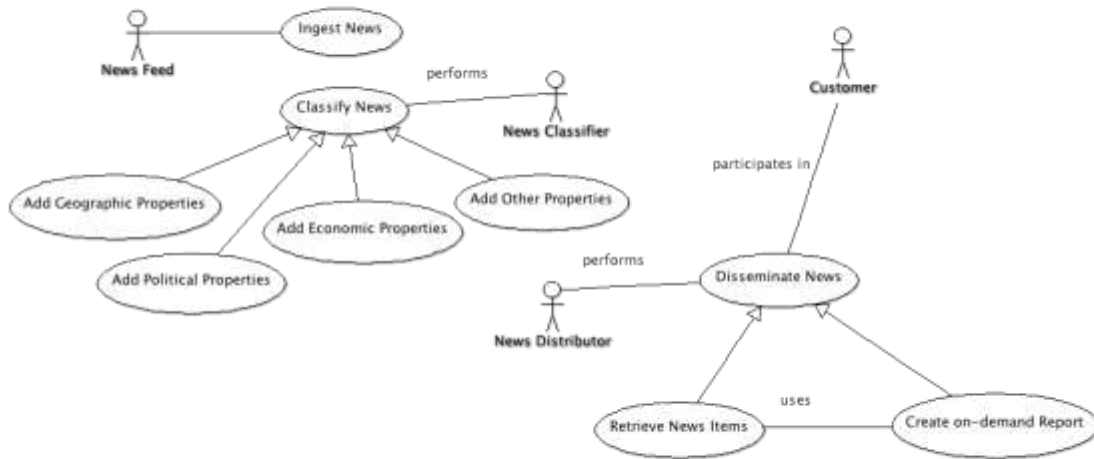 Ingest News
News Feed
performs
Customer
Classify News
News Classifier
participates in
Add Geographic Properties
Add Other Properties
Add Economic Properties
Add Political Properties
performs
Disseminate News
News Distributor
uses
Retrieve News Items
Create on-demand Report